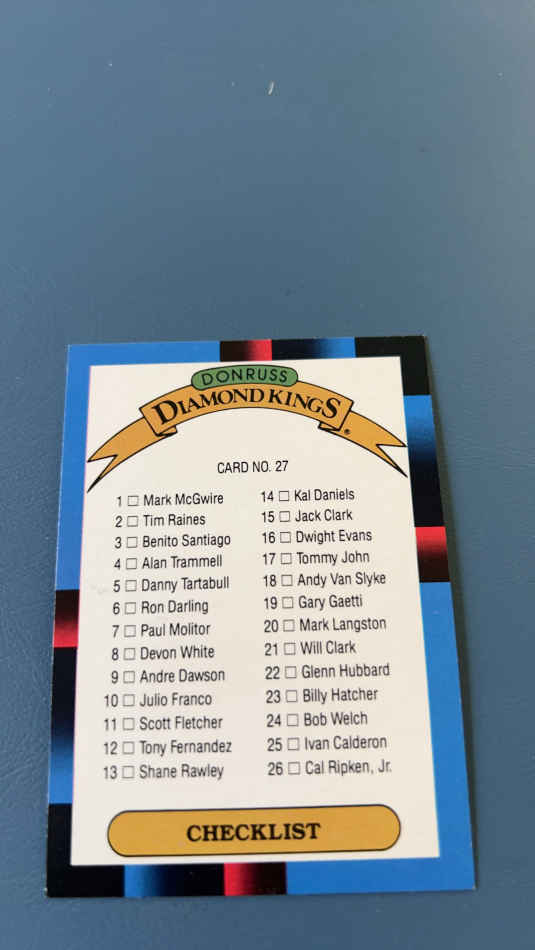 DONRUSS
DIAMOND KINGS®
CARD NO. 27
1 □ Mark McGwire
2 □ Tim Raines
3 □ Benito Santiago
4 □ Alan Trammell
5 □ Danny Tartabull
6 □ Ron Darling
7 □ Paul Molitor
8 □ Devon White
9 □ Andre Dawson
10 □ Julio Franco
11 □ Scott Fletcher
12 □ Tony Fernandez
13 □ Shane Rawley
14 □ Kal Daniels
15 □ Jack Clark
16 □ Dwight Evans
17 □ Tommy John
18 □ Andy Van Slyke
19 □ Gary Gaetti
20 □ Mark Langston
21 □ Will Clark
22 □ Glenn Hubbard
23 □ Billy Hatcher
24 □ Bob Welch
25 □ Ivan Calderon
26 □ Cal Ripken, Jr.
CHECKLIST